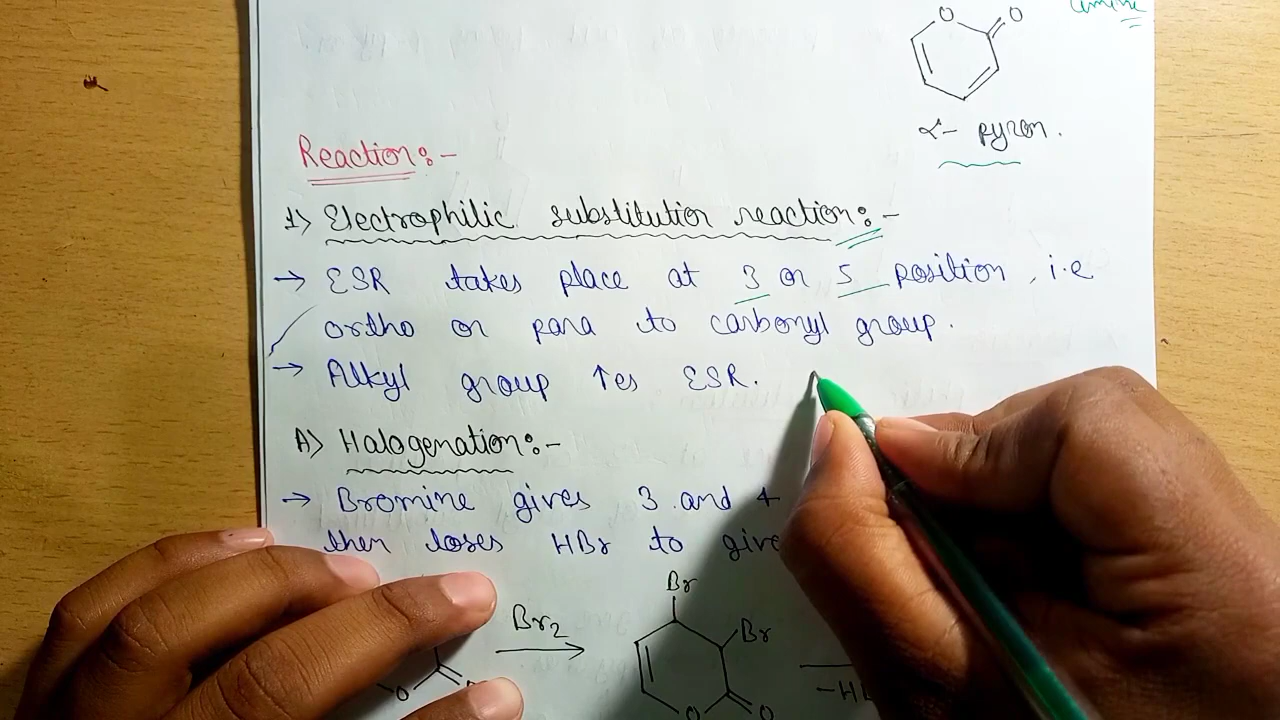 amine
O O
α- pyron.
Reaction:-
1) Electrophilic substitution reaction:-
→ ESR takes place at 3 or 5 position, i.e
ortho or para to carbonyl group.
→ Alkyl group ↑es ESR.
A) Halogenation:-
→ Bromine gives 3 and 4
then loses HBr to give
Br
Br2 Br
O O O